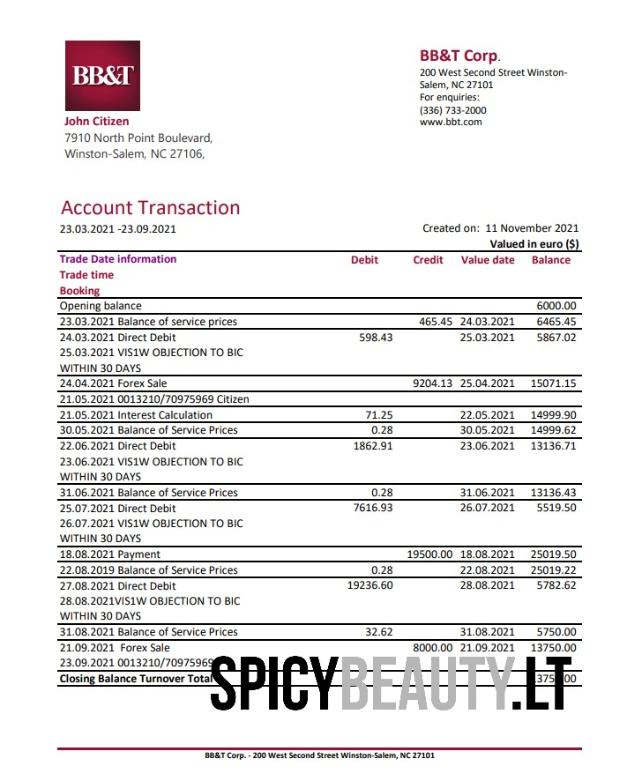 BB&T
BB&T Corp.
200 West Second Street Winston-
Salem, NC 27101
For enquiries:
(336) 733-2000
www.bbt.com
John Citizen
7910 North Point Boulevard,
Winston-Salem, NC 27106,
Account Transaction
23.03.2021 -23.09.2021 Created on: 11 November 2021
Valued in euro ($)
Trade Date information Debit Credit Value date Balance
Trade time
Booking
Opening balance 6000.00
23.03.2021 Balance of service prices 465.45 24.03.2021 6465.45
24.03.2021 Direct Debit 598.43 25.03.2021 5867.02
25.03.2021 VIS1W OBJECTION TO BIC
WITHIN 30 DAYS
24.04.2021 Forex Sale 9204.13 25.04.2021 15071.15
21.05.2021 0013210/70975969 Citizen
21.05.2021 Interest Calculation 71.25 22.05.2021 14999.90
30.05.2021 Balance of Service Prices 0.28 30.05.2021 14999.62
22.06.2021 Direct Debit 1862.91 23.06.2021 13136.71
23.06.2021 VIS1W OBJECTION TO BIC
WITHIN 30 DAYS
31.06.2021 Balance of Service Prices 0.28 31.06.2021 13136.43
25.07.2021 Direct Debit 7616.93 26.07.2021 5519.50
26.07.2021 VIS1W OBJECTION TO BIC
WITHIN 30 DAYS
18.08.2021 Payment 19500.00 18.08.2021 25019.50
22.08.2019 Balance of Service Prices 0.28 22.08.2021 25019.22
27.08.2021 Direct Debit 19236.60 28.08.2021 5782.62
28.08.2021VIS1W OBJECTION TO BIC
WITHIN 30 DAYS
31.08.2021 Balance of Service Prices 32.62 31.08.2021 5750.00
21.09.2021 Forex Sale 8000.00 21.09.2021 13750.00
23.09.2021 0013210/70975969
Closing Balance Turnover Total
SPICYBEAUTY.LT
BB&T Corp. - 200 West Second Street Winston-Salem, NC 27101